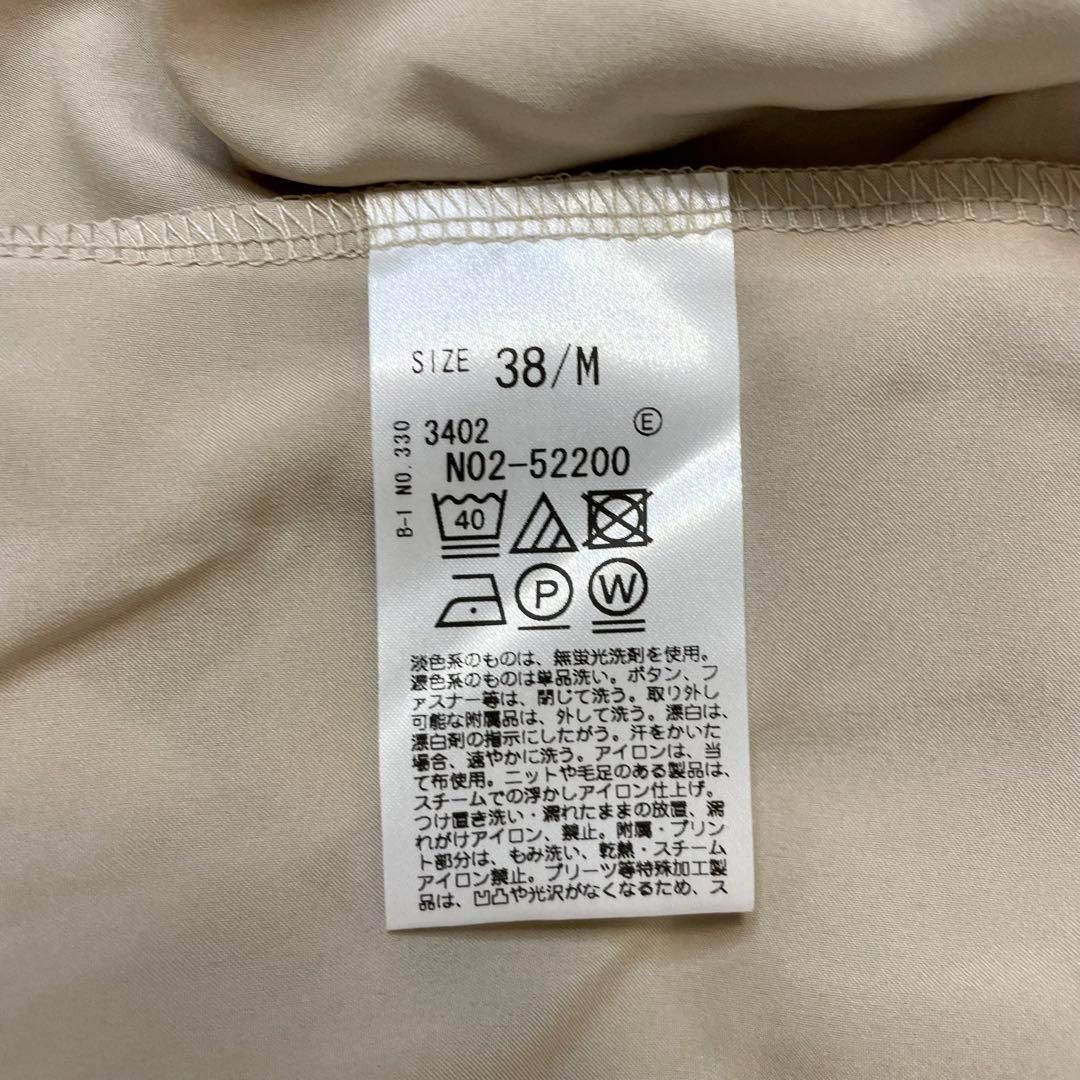 SIZE 38/M
B-1 NO.330
3402 Ⓔ
N02-52200
40
P W
淡色系のものは、無蛍光洗剤を使用。
濃色系のものは単品洗い。ボタン、フ
ァスナー等は、閉じて洗う。取り外し
可能な附属品は、外して洗う。漂白は、
漂白剤の指示にしたがう。汗をかいた
場合、速やかに洗う。アイロンは、当
て布使用。ニットや毛足のある製品は、
スチームでの浮かしアイロン仕上げ。
つけ置き洗い・濡れたままの放置、濡
れがけアイロン、禁止。附属・プリン
ト部分は、もみ洗い、乾熱・スチーム
アイロン禁止。プリーツ等特殊加工製
品は、凹凸や光沢がなくなるため、ス